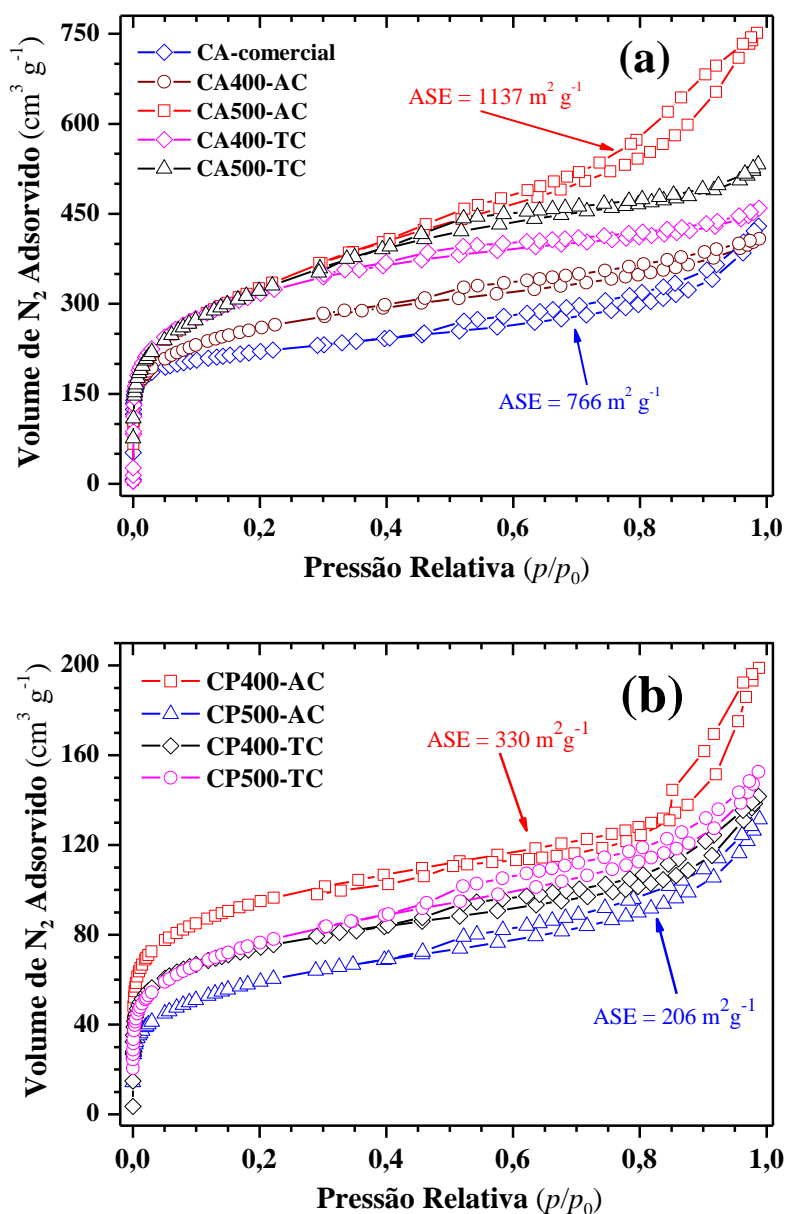 (a)
CA-comercial
CA400-AC
CA500-AC
CA400-TC
CA500-TC
ASE = 1137 m² g⁻¹
ASE = 766 m² g⁻¹
Volume de N₂ Adsorvido (cm³ g⁻¹)
750
600
450
300
150
0
0,0 0,2 0,4 0,6 0,8 1,0
Pressão Relativa (p/p₀)
(b)
CP400-AC
CP500-AC
CP400-TC
CP500-TC
ASE = 330 m²g⁻¹
ASE = 206 m²g⁻¹
Volume de N₂ Adsorvido (cm³ g⁻¹)
200
160
120
80
40
0
0,0 0,2 0,4 0,6 0,8 1,0
Pressão Relativa (p/p₀)